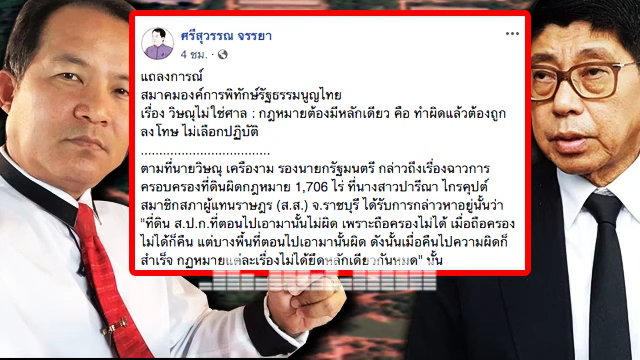 ศรีสุวรรณ จรรยา
4 ชม. ·
แถลงการณ์
สมาคมองค์การพิทักษ์รัฐธรรมนูญไทย
เรื่อง วิษณุไม่ใช่ศาล : กฎหมายต้องมีหลักเดียว คือ ทำผิดแล้วต้องถูก
ลงโทษ ไม่เลือกปฏิบัติ
..................................
ตามที่นายวิษณุ เครืองาม รองนายกรัฐมนตรี กล่าวถึงเรื่องฉาวการ
ครอบครองที่ดินผิดกฎหมาย 1,706 ไร่ ที่นางสาวปารีณา ไกรคุปต์
สมาชิกสภาผู้แทนราษฎร (ส.ส.) จ.ราชบุรี ได้รับการกล่าวหาอยู่นั้นว่า
"ที่ดิน ส.ป.ก.ที่ตอนไปเอามานั้นไม่ผิด เพราะถือครองไม่ได้ เมื่อถือครอง
ไม่ได้ก็คืน แต่บางพื้นที่ตอนไปเอามานั้นผิด ดังนั้นเมื่อคืนไปความผิดก็
สำเร็จ กฎหมายแต่ละเรื่องไม่ได้ยึดหลักเดียวกันหมด" นั้น